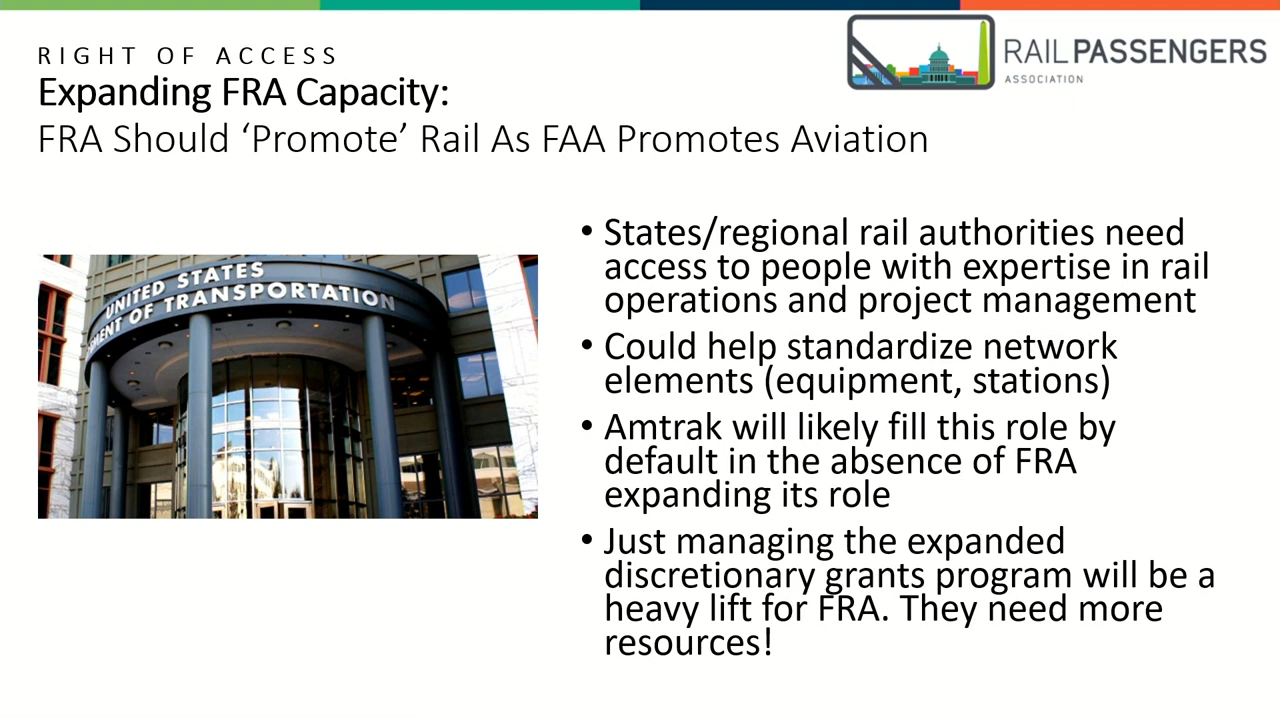 RIGHT OF ACCESS
Expanding FRA Capacity:
FRA Should ‘Promote’ Rail As FAA Promotes Aviation
RAILPASSENGERS
ASSOCIATION
UNITED STATES
MENT OF TRANSPORTATION
• States/regional rail authorities need
access to people with expertise in rail
operations and project management
• Could help standardize network
elements (equipment, stations)
• Amtrak will likely fill this role by
default in the absence of FRA
expanding its role
• Just managing the expanded
discretionary grants program will be a
heavy lift for FRA. They need more
resources!